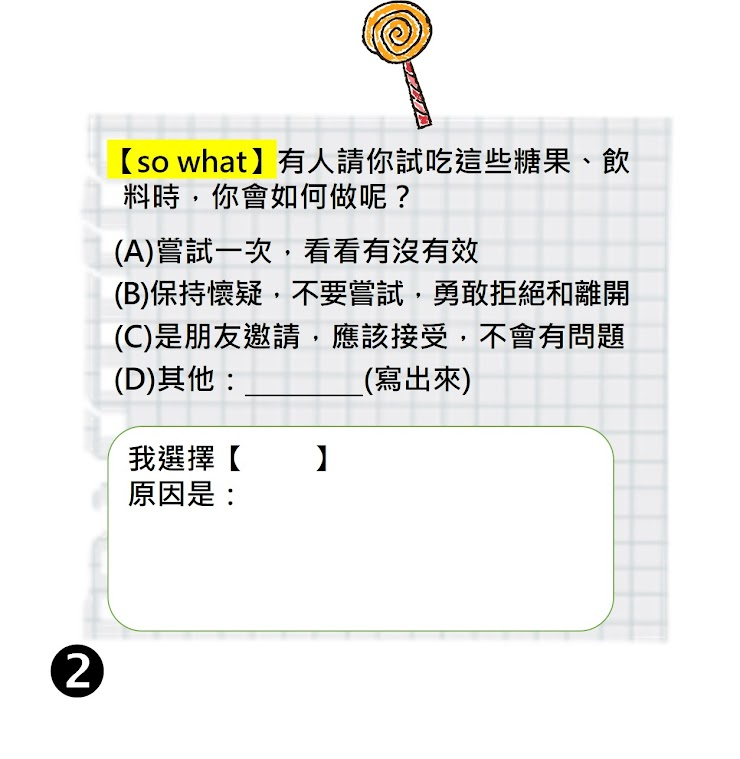 【so what】有人請你試吃這些糖果、飲
料時，你會如何做呢？
(A)嘗試一次，看看有沒有效
(B)保持懷疑，不要嘗試，勇敢拒絕和離開
(C)是朋友邀請，應該接受，不會有問題
(D)其他：________(寫出來)
我選擇【　　】
原因是：
2